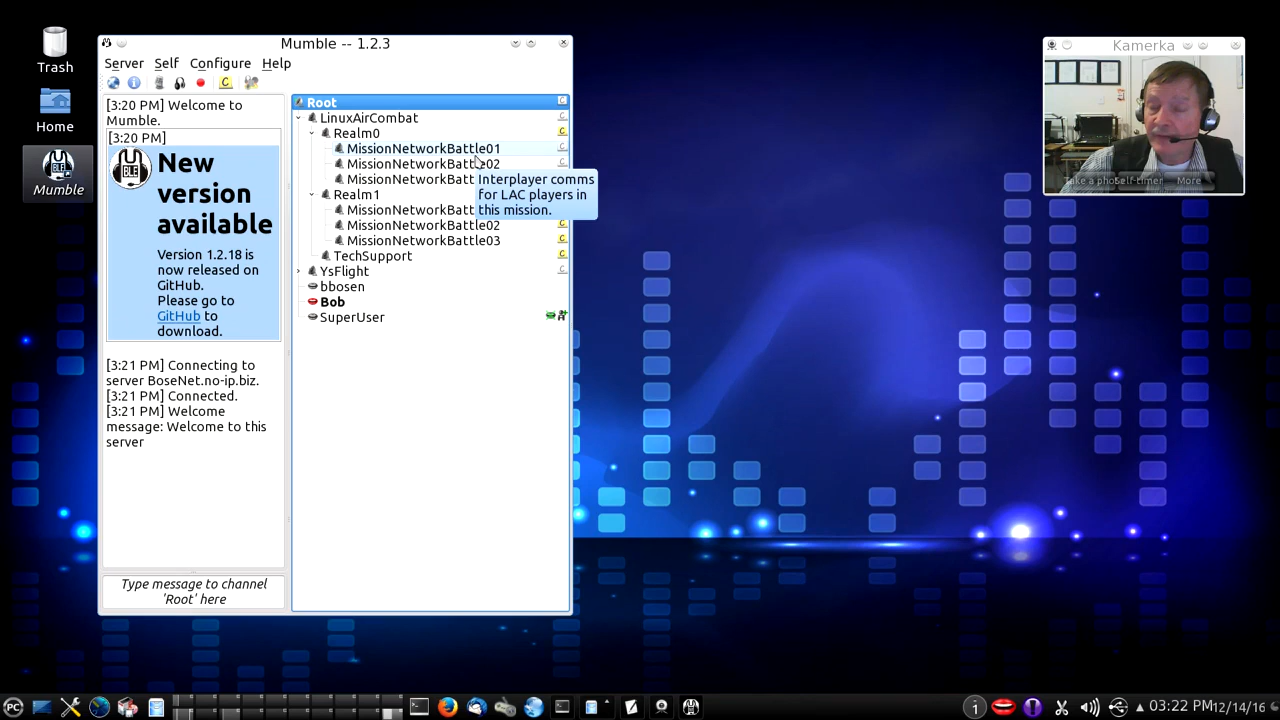 Trash
Home
Mumble
Mumble -- 1.2.3
Server Self Configure Help
[3:20 PM] Welcome to
Mumble.
[3:20 PM]
New
version
available
Version 1.2.18 is
now released on
GitHub.
Please go to
GitHub to
download.
[3:21 PM] Connecting to
server BoseNet.no-ip.biz.
[3:21 PM] Connected.
[3:21 PM] Welcome
message: Welcome to this
server
Type message to channel
'Root' here
Root
LinuxAirCombat
Realm0
MissionNetworkBattle01
MissionNetworkBattle02
MissionNetworkBatt
Realm1
MissionNetworkBatt
MissionNetworkBattle02
MissionNetworkBattle03
TechSupport
YsFlight
bbosen
Bob
SuperUser
Interplayer comms
for LAC players in
this mission.
Kamerka
Take a pho Self-timer More
PC
03:22 PM 12/14/16